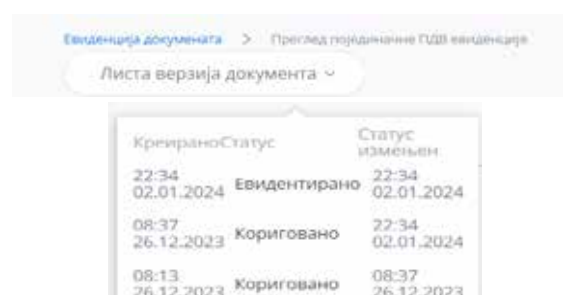 Евиденција документа > Преглед појединачне ПДВ евиденције
Листа верзија документа
Креирано Статус Статус измењен
22:34 02.01.2024 Евидентирано 22:34 02.01.2024
08:37 26.12.2023 Кориговано 22:34 02.01.2024
08:13 26.12.2023 Кориговано 08:37 26.12.2023